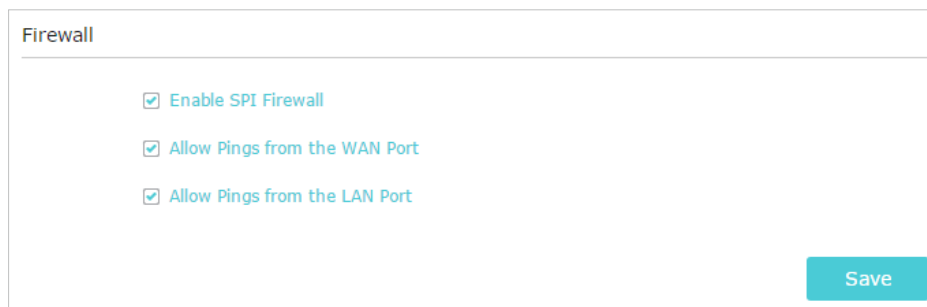 Firewall
Enable SPI Firewall
Allow Pings from the WAN Port
Allow Pings from the LAN Port
Save